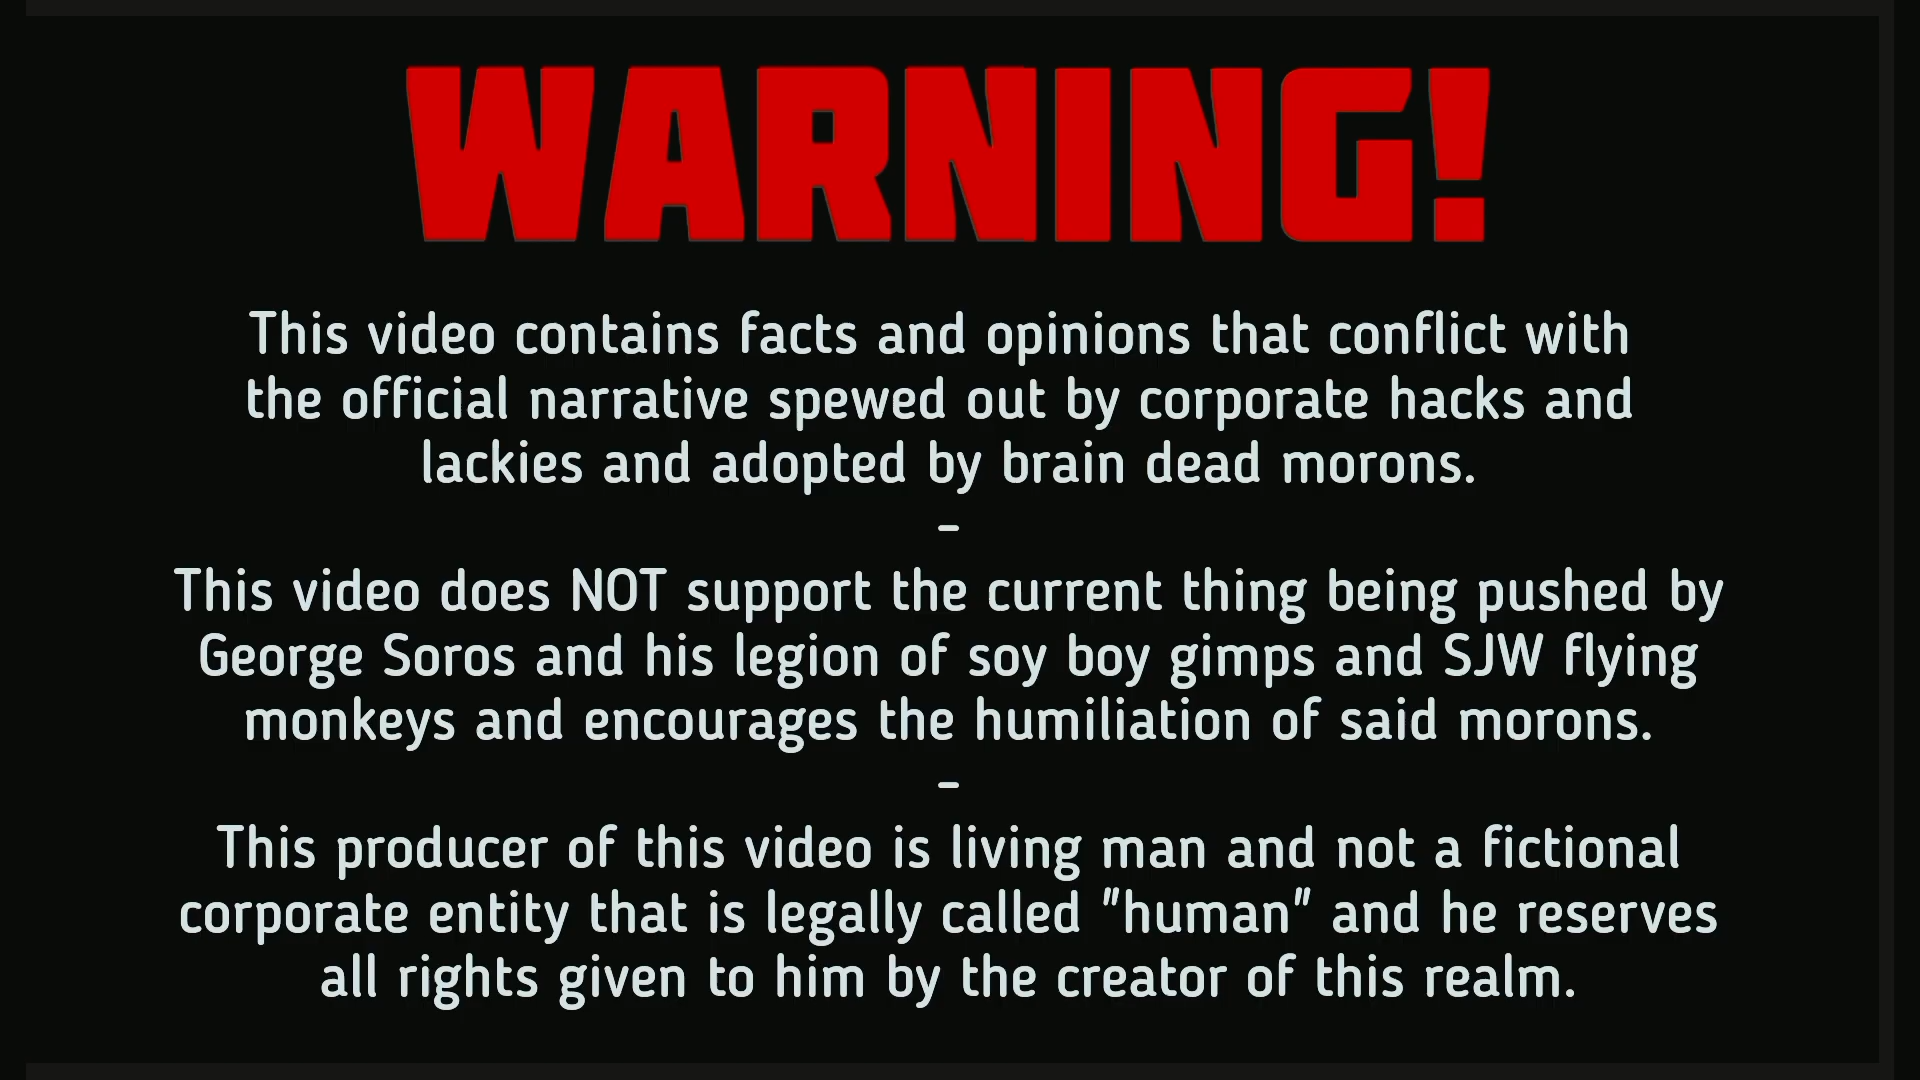 WARNING!
This video contains facts and opinions that conflict with
the official narrative spewed out by corporate hacks and
lackies and adopted by brain dead morons.
-
This video does NOT support the current thing being pushed by
George Soros and his legion of soy boy gimps and SJW flying
monkeys and encourages the humiliation of said morons.
-
This producer of this video is living man and not a fictional
corporate entity that is legally called "human" and he reserves
all rights given to him by the creator of this realm.